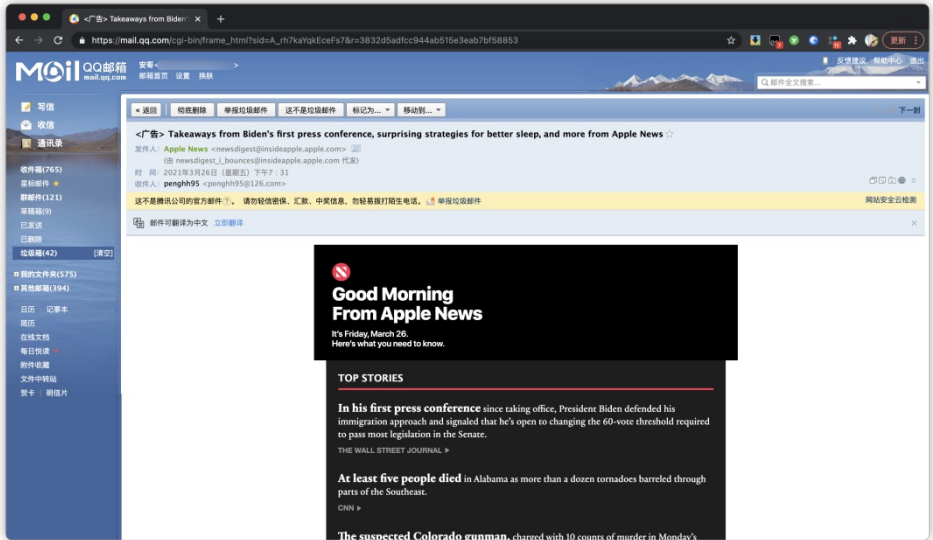 <广告> Takeaways from Biden' ×
+
https://mail.qq.com/cgi-bin/frame_html?sid=A_rh7kaYqkEceFs7&r=3832d5adfcc944ab515e3eab7bf58853
更新
MAil QQ邮箱 mail.qq.com
安哥< >
邮箱首页 设置 换肤
反馈建议 帮助中心 退出
邮件全文搜索...
写信
收信
通讯录
收件箱(765)
星标邮件
群邮件(121)
草稿箱(9)
已发送
已删除
垃圾箱(42) [清空]
我的文件夹(575)
其他邮箱(394)
日历 记事本
简历
在线文档
每日悦读
附件收藏
文件中转站
贺卡 | 明信片
« 返回 彻底删除 举报垃圾邮件 这不是垃圾邮件 标记为... 移动到... 下一封
<广告> Takeaways from Biden's first press conference, surprising strategies for better sleep, and more from Apple News ☆
发件人: Apple News <newsdigest@insideapple.apple.com>
(由 newsdigest_i_bounces@insideapple.apple.com 代发)
时 间: 2021年3月26日 (星期五) 下午7:31
收件人: penghh95 <penghh95@126.com>
这不是腾讯公司的官方邮件?。 请勿轻信密保、汇款、中奖信息,勿轻易拨打陌生电话。 举报垃圾邮件 网站安全云检测
邮件可翻译为中文 立即翻译 ×
Good Morning
From Apple News
It's Friday, March 26.
Here's what you need to know.
TOP STORIES
In his first press conference since taking office, President Biden defended his
immigration approach and signaled that he's open to changing the 60-vote threshold required
to pass most legislation in the Senate.
THE WALL STREET JOURNAL ▶
At least five people died in Alabama as more than a dozen tornadoes barreled through
parts of the Southeast.
CNN ▶
The suspected Colorado gunman, charged with 10 counts of murder in Monday's